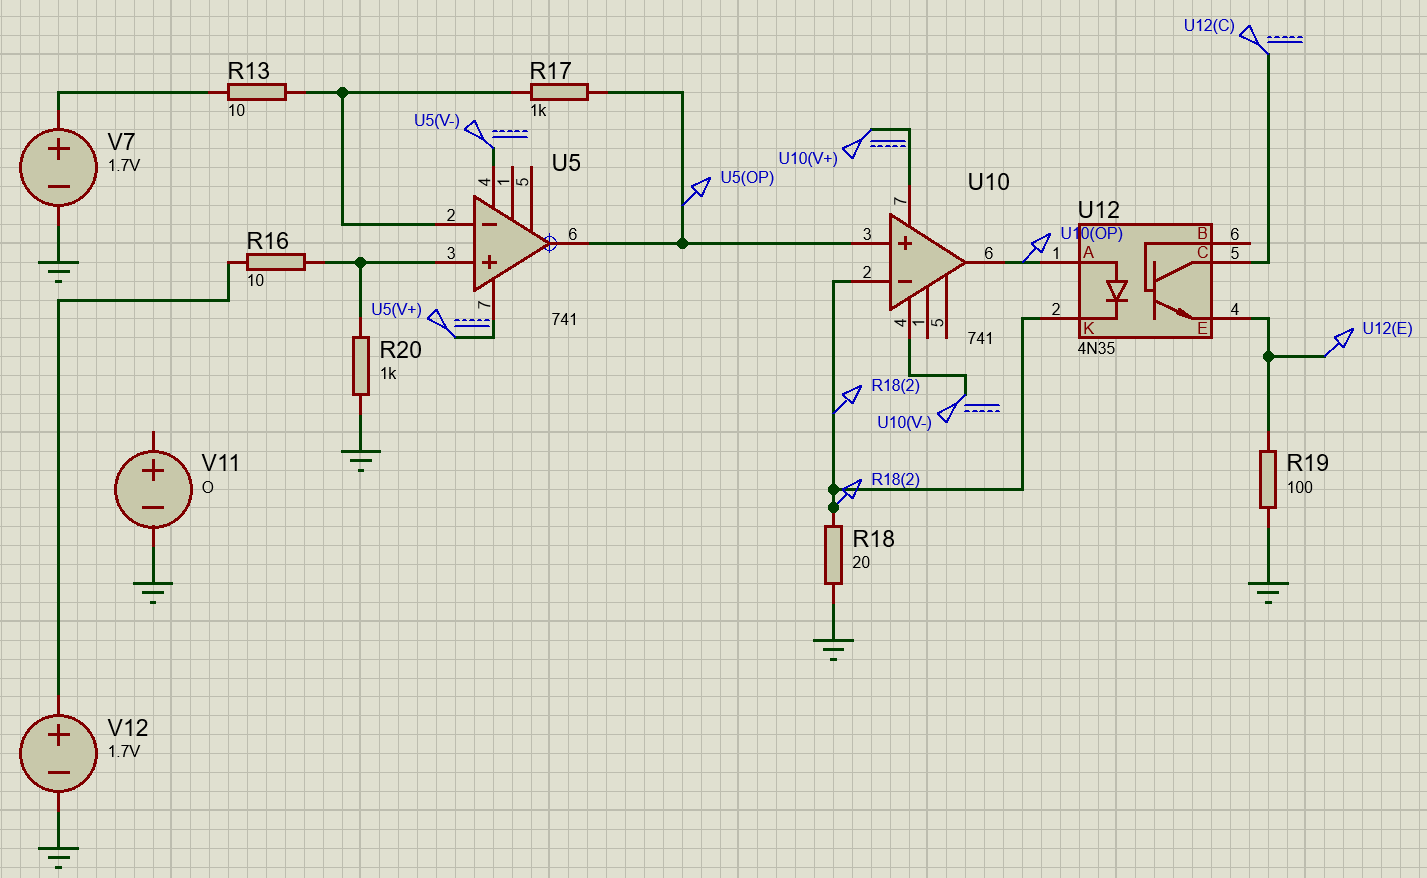 U12(C)
R13
10
R17
1k
U5(V-)
V7
1.7V
U5
4
1
5
U10(V+)
U5(OP)
U10
7
2
3
6
R16
10
U5(V+)
7
741
R20
1k
U12
U10(OP)
3
2
6
4
1
5
741
1
2
A
K
B
C
E
6
5
4
4N35
U12(E)
R18(2)
U10(V-)
V11
O
R18(2)
R19
100
R18
20
V12
1.7V